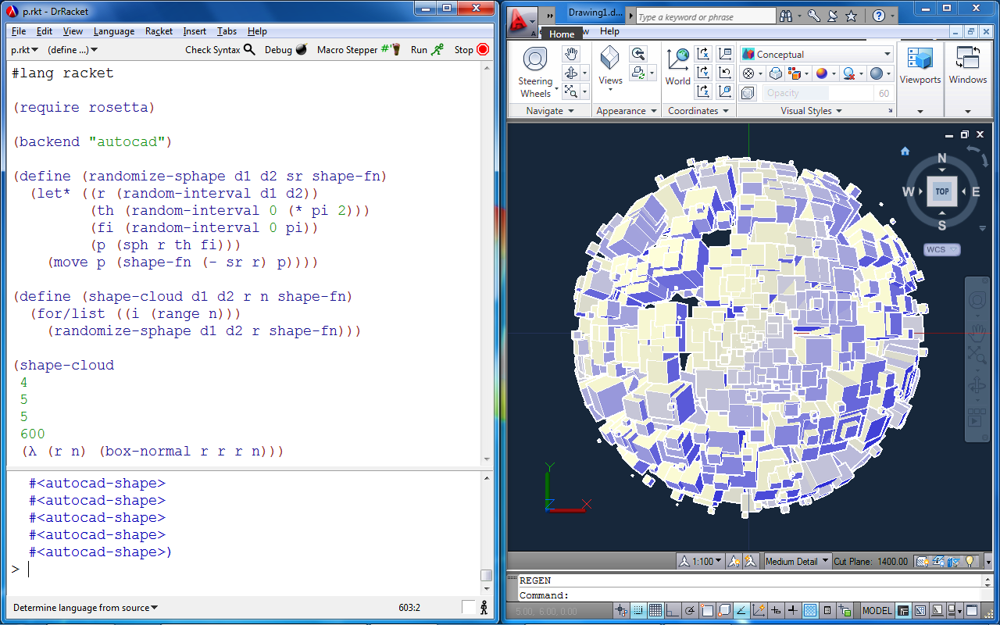 p.rkt - DrRacket
File Edit View Language Racket Insert Tabs Help
p.rkt (define ...) Check Syntax Debug Macro Stepper #' Run Stop
#lang racket
(require rosetta)
(backend "autocad")
(define (randomize-sphape d1 d2 sr shape-fn)
(let* ((r (random-interval d1 d2))
(th (random-interval 0 (* pi 2)))
(fi (random-interval 0 pi))
(p (sph r th fi)))
(move p (shape-fn (- sr r) p))))
(define (shape-cloud d1 d2 r n shape-fn)
(for/list ((i (range n)))
(randomize-sphape d1 d2 r shape-fn)))
(shape-cloud
4
5
5
600
(λ (r n) (box-normal r r r n)))
#<autocad-shape>
#<autocad-shape>
#<autocad-shape>
#<autocad-shape>
#<autocad-shape>)
>
Determine language from source 603:2
Drawing1.d... Type a keyword or phrase
Home w Help
Steering Wheels
Views
World
Conceptual
Opacity 60
Viewports
Windows
Navigate Appearance Coordinates Visual Styles
N
W TOP E
S
WCS
Y
Z X
1:100 Medium Detail Cut Plane: 1400.00
REGEN
Command:
5.00, 6.00, 0.00 MODEL